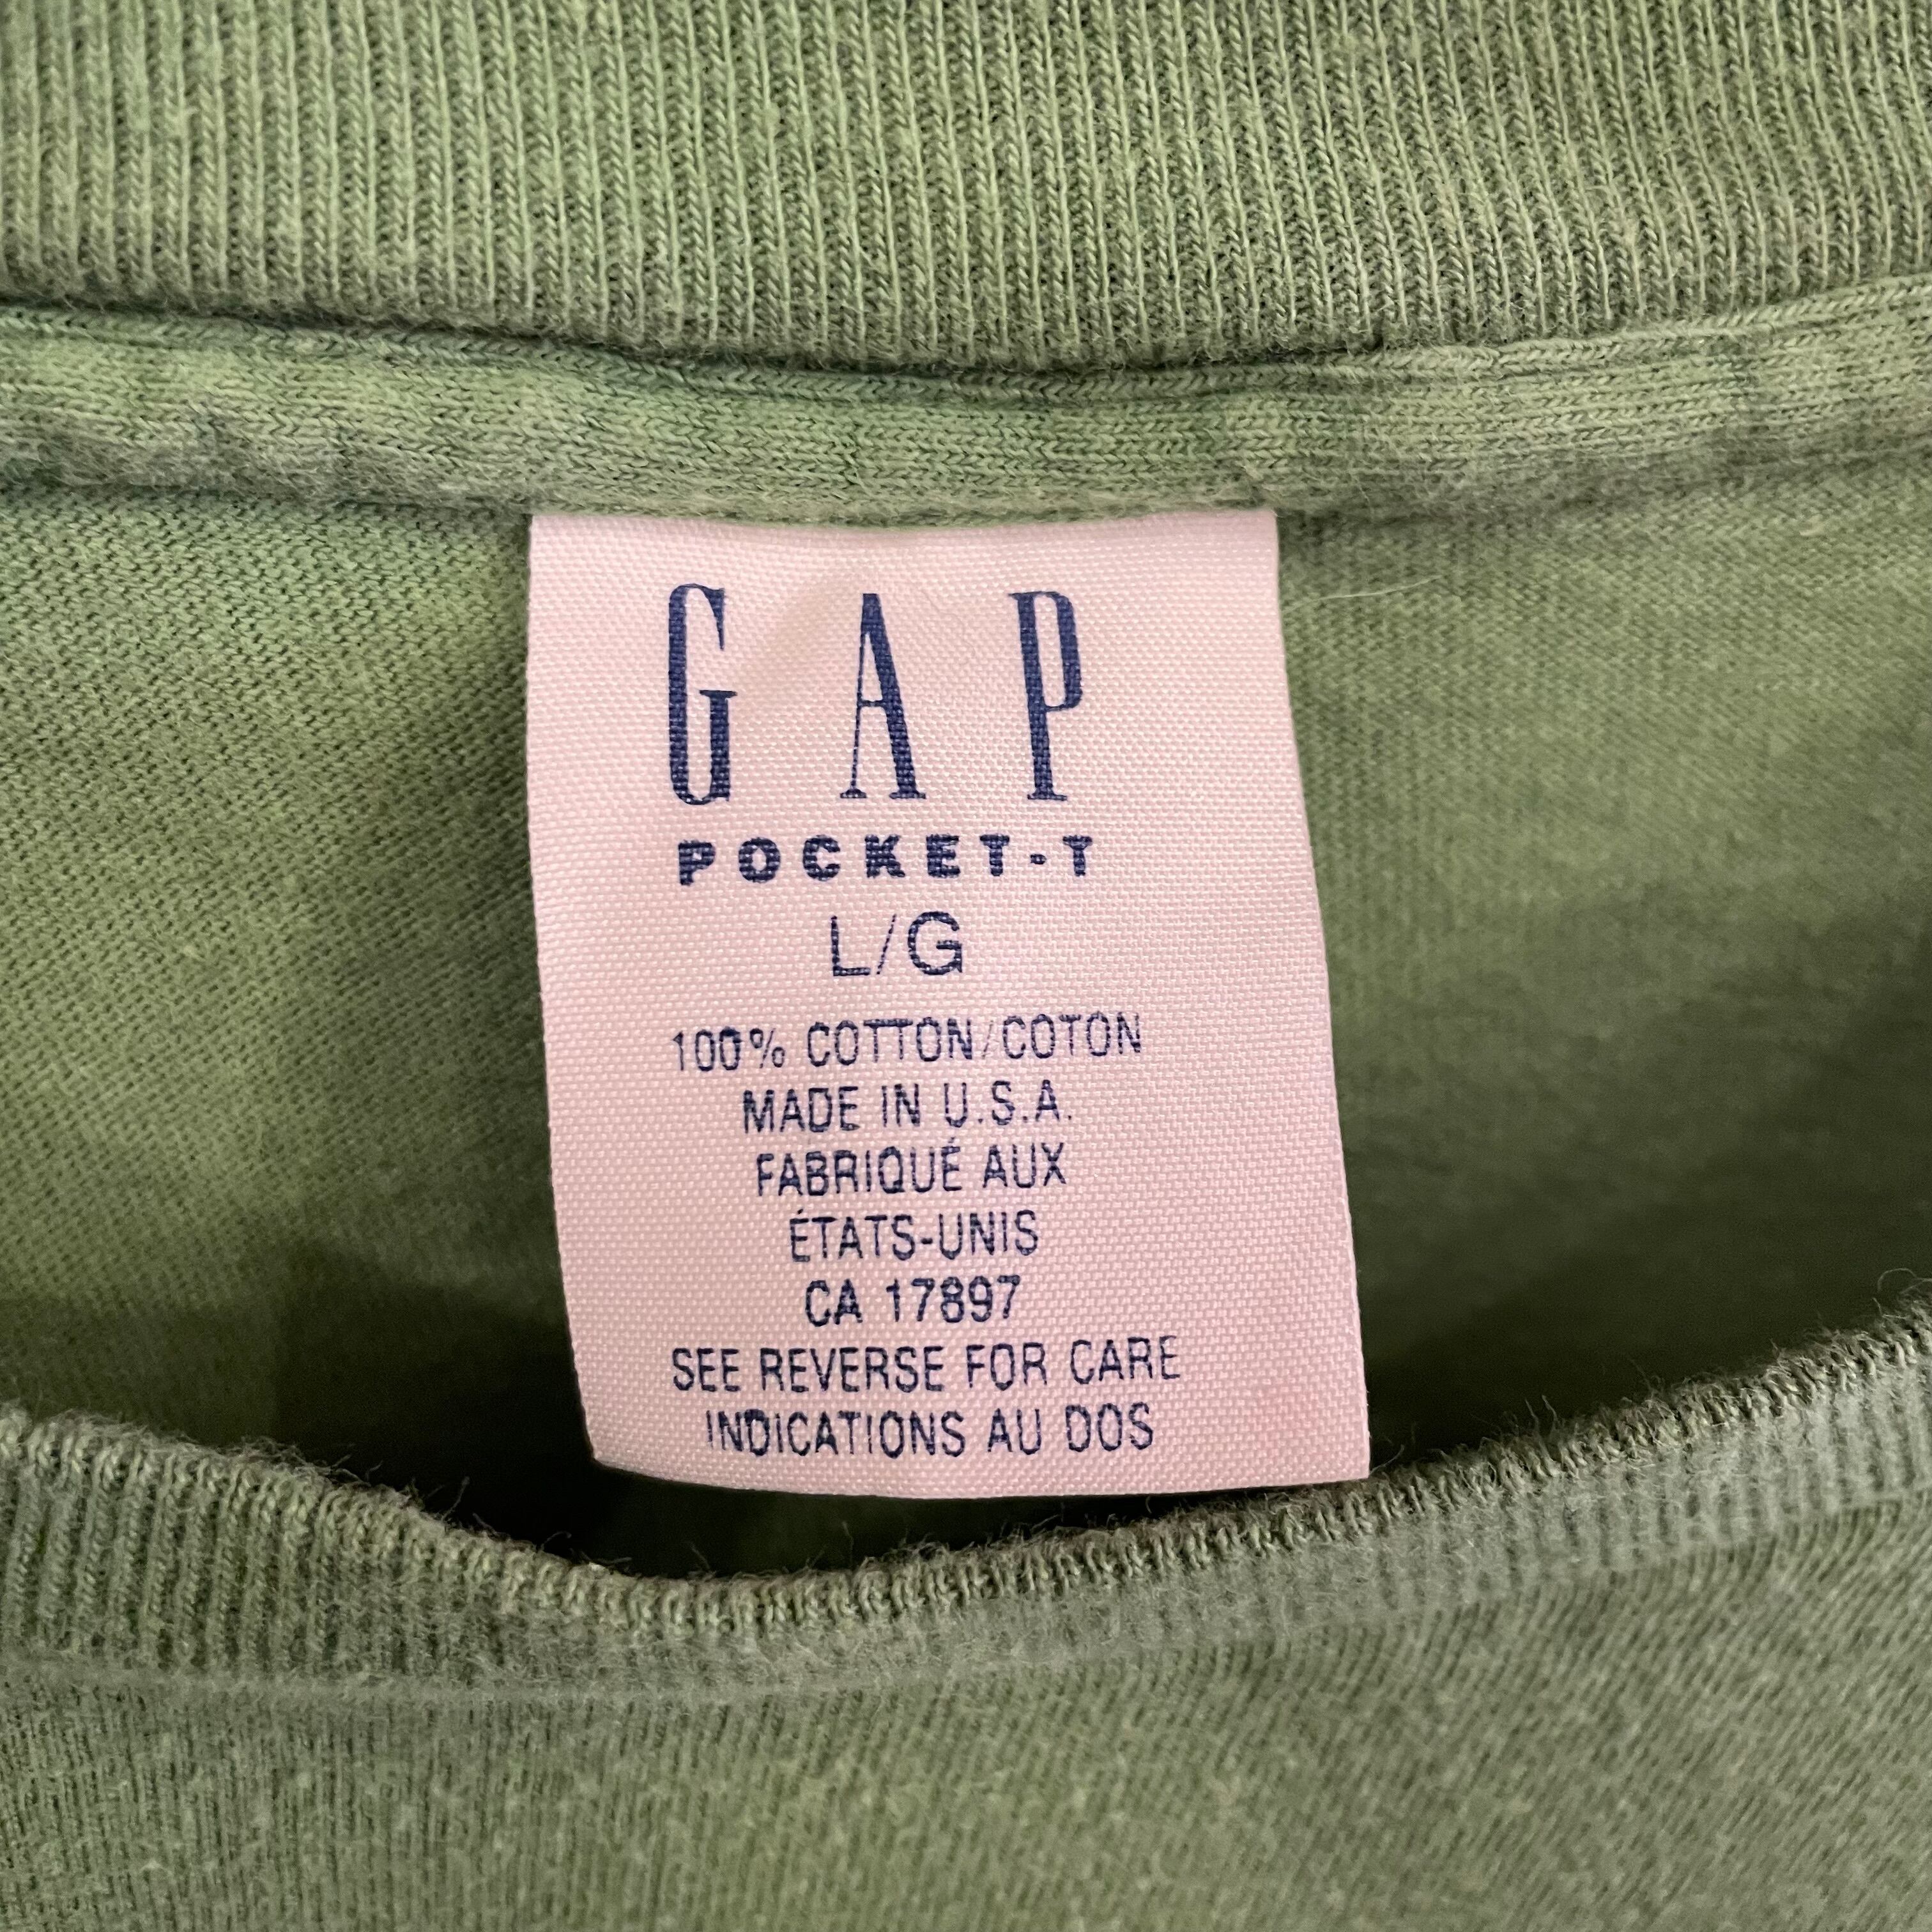 GAP
POCKET-T
L/G
100% COTTON/COTON
MADE IN U.S.A.
FABRIQUÉ AUX
ÉTATS-UNIS
CA 17897
SEE REVERSE FOR CARE
INDICATIONS AU DOS